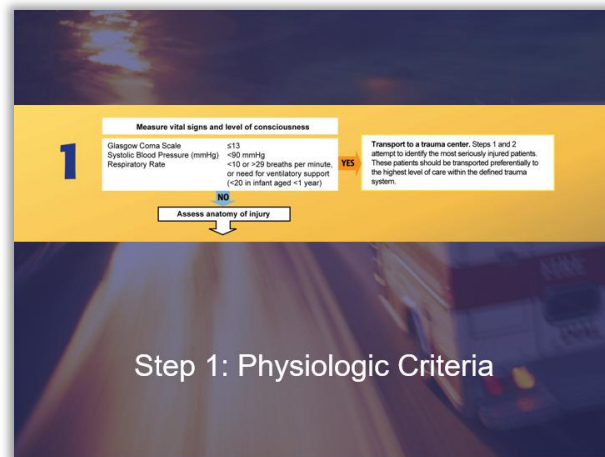 1
Measure vital signs and level of consciousness
Glasgow Coma Scale ≤13
Systolic Blood Pressure (mmHg) <90 mmHg
Respiratory Rate <10 or >29 breaths per minute,
or need for ventilatory support
(<20 in infant aged <1 year)
YES
Transport to a trauma center. Steps 1 and 2
attempt to identify the most seriously injured patients.
These patients should be transported preferentially to
the highest level of care within the defined trauma
system.
NO
Assess anatomy of injury
Step 1: Physiologic Criteria